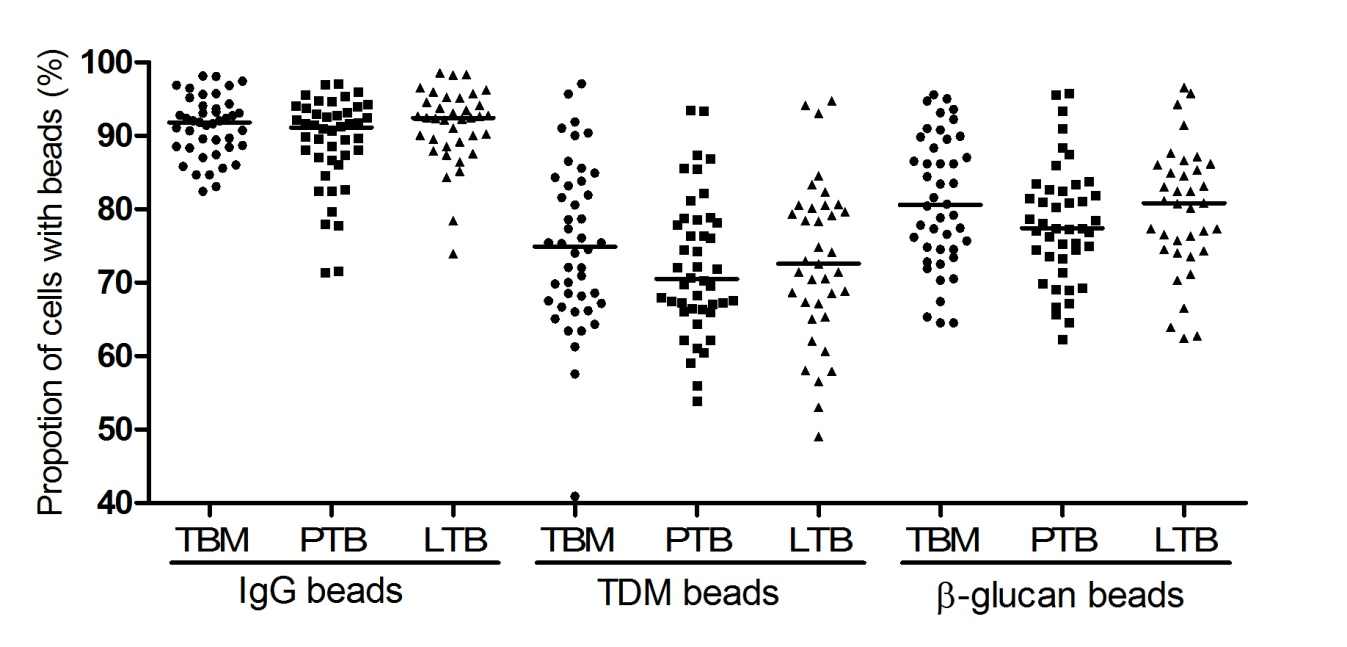 Propotion of cells with beads (%)
100
90
80
70
60
50
40
TBM PTB LTB TBM PTB LTB TBM PTB LTB
IgG beads TDM beads β-glucan beads